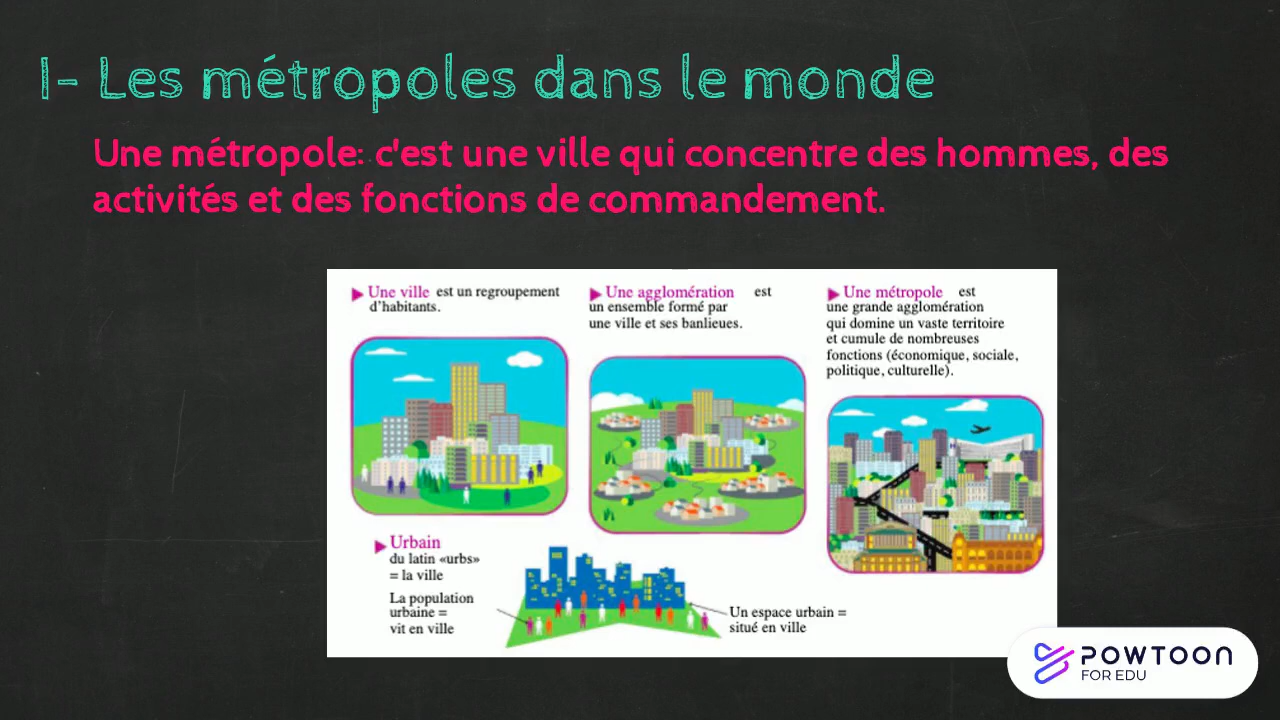 I- Les métropoles dans le monde
Une métropole: c'est une ville qui concentre des hommes, des
activités et des fonctions de commandement.
Une ville est un regroupement
d'habitants.
Une agglomération est
un ensemble formé par
une ville et ses banlieues.
Une métropole est
une grande agglomération
qui domine un vaste territoire
et cumule de nombreuses
fonctions (économique, sociale,
politique, culturelle).
Urbain
du latin «urbs»
= la ville
La population
urbaine =
vit en ville
Un espace urbain =
situé en ville
POWTOON
FOR EDU